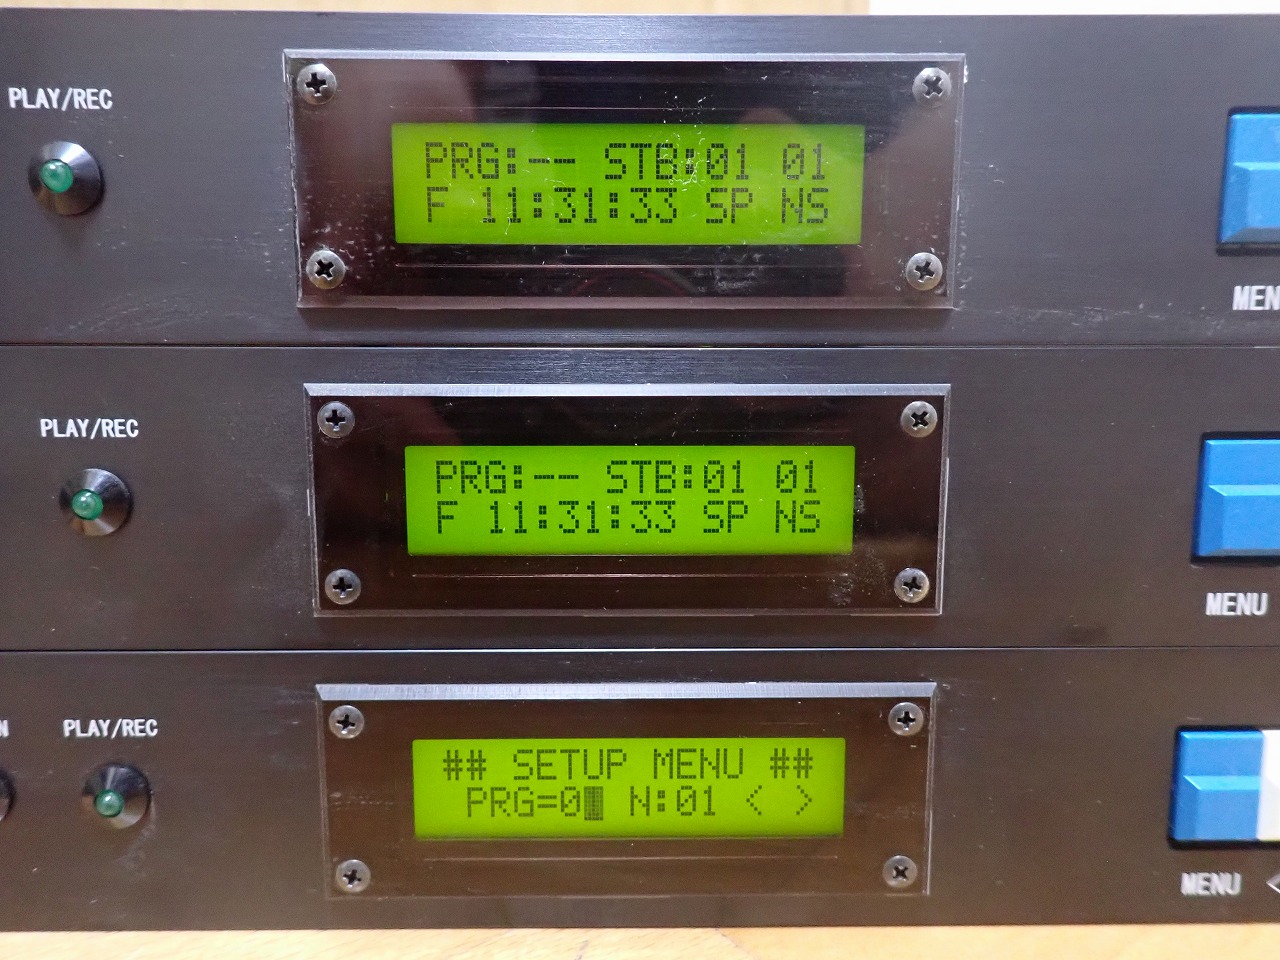 PLAY/REC
PRG:-- STB:01 01
F 11:31:33 SP NS
MEN
PLAY/REC
PRG:-- STB:01 01
F 11:31:33 SP NS
MENU
N
PLAY/REC
## SETUP MENU ##
PRG=0█ N:01 < >
MENU